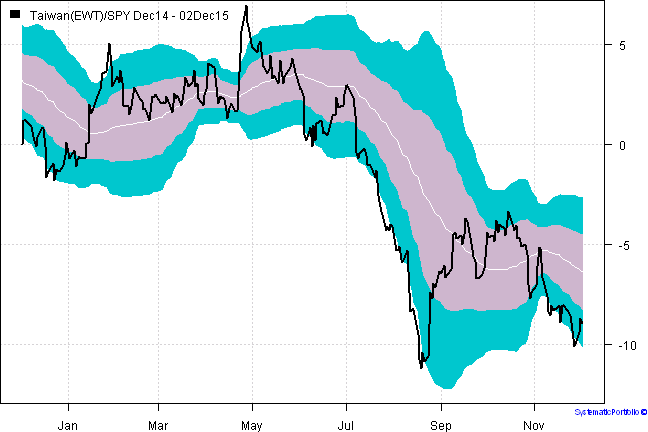 Taiwan(EWT)/SPY Dec14 - 02Dec15
5
0
-5
-10
Jan Mar May Jul Sep Nov
SystematicPortfolio ©